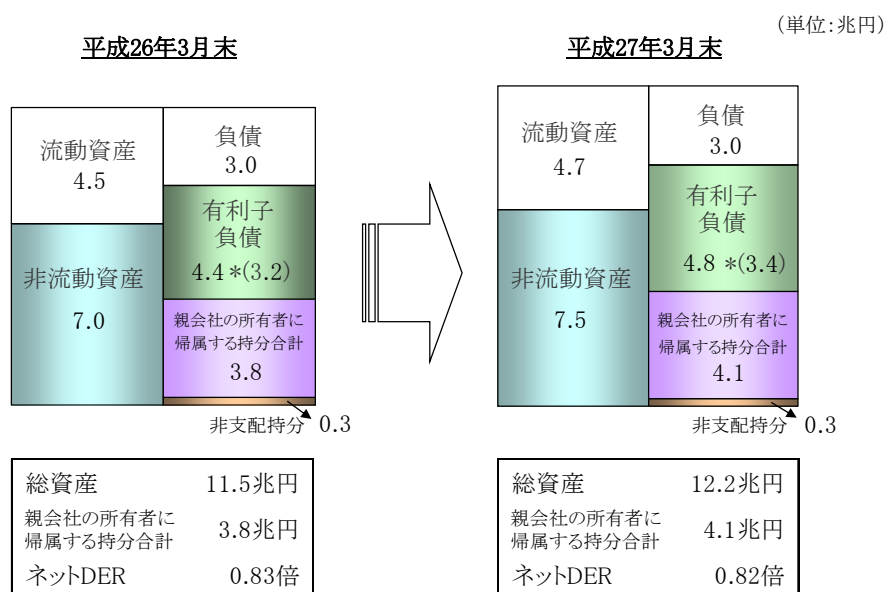 (単位:兆円)
平成26年3月末
流動資産
4.5
負債
3.0
有利子
負債
4.4 *(3.2)
非流動資産
7.0
親会社の所有者に
帰属する持分合計
3.8
非支配持分 0.3
総資産 11.5兆円
親会社の所有者に
帰属する持分合計 3.8兆円
ネットDER 0.83倍
平成27年3月末
流動資産
4.7
負債
3.0
有利子
負債
4.8 *(3.4)
非流動資産
7.5
親会社の所有者に
帰属する持分合計
4.1
非支配持分 0.3
総資産 12.2兆円
親会社の所有者に
帰属する持分合計 4.1兆円
ネットDER 0.82倍